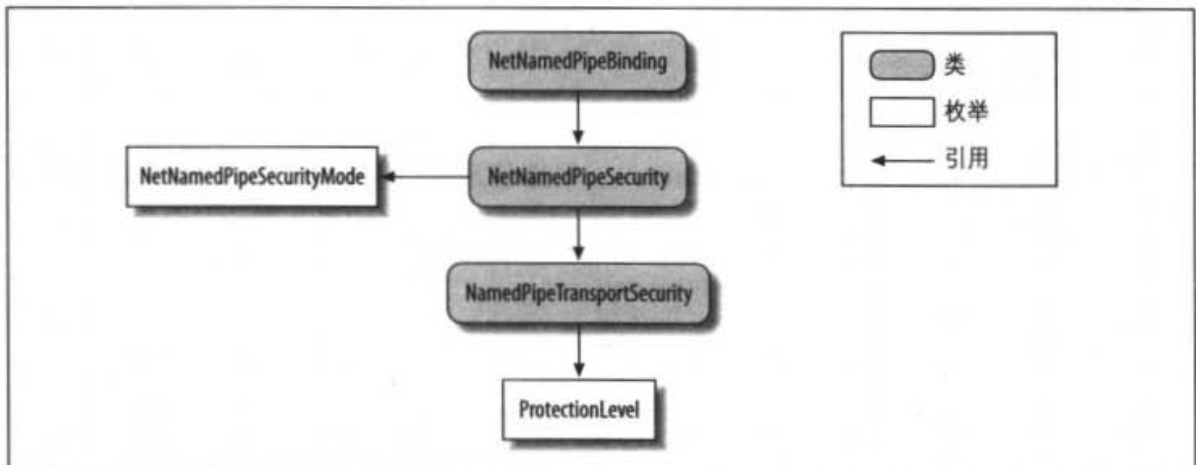 NetNamedPipeBinding
NetNamedPipeSecurityMode
NetNamedPipeSecurity
NamedPipeTransportSecurity
ProtectionLevel
类
枚举
引用